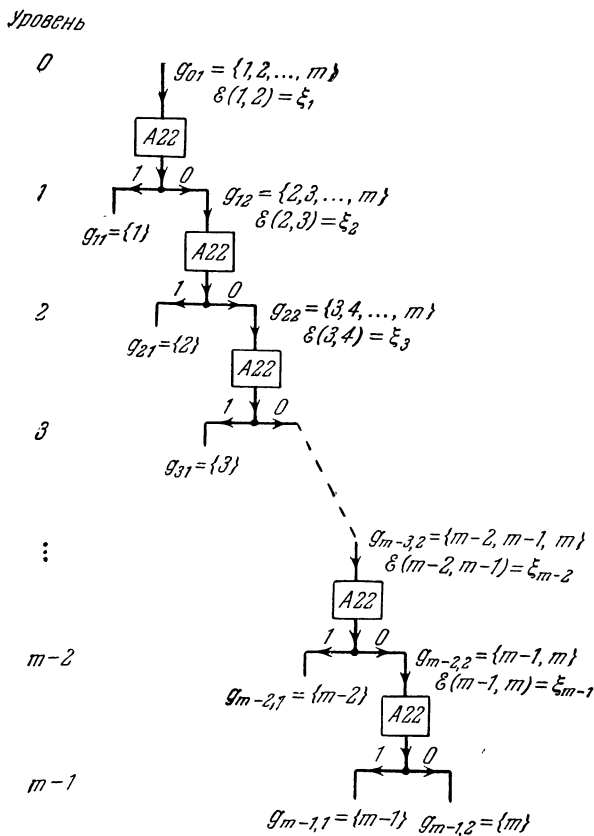 Уровень
0
g₀₁ = {1,2,..., m}
ℰ(1,2) = ξ₁
A22
1 0
1
g₁₂ = {2,3,..., m}
ℰ(2,3) = ξ₂
g₁₁ = {1}
A22
1 0
2
g₂₂ = {3,4,..., m}
ℰ(3,4) = ξ₃
g₂₁ = {2}
A22
1 0
3
g₃₁ = {3}
⋮
gₘ₋₃,₂ = {m−2, m−1, m}
ℰ(m−2, m−1) = ξₘ₋₂
A22
1 0
m−2
gₘ₋₂,₂ = {m−1, m}
ℰ(m−1, m) = ξₘ₋₁
gₘ₋₂,₁ = {m−2}
A22
1 0
m−1
gₘ₋₁,₁ = {m−1} gₘ₋₁,₂ = {m}